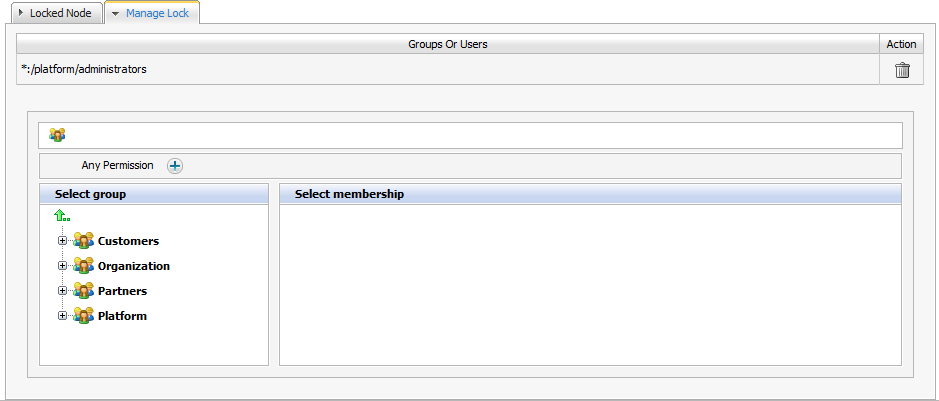 Locked Node Manage Lock
Groups Or Users Action
*:/platform/administrators
Any Permission
Select group Select membership
Customers
Organization
Partners
Platform